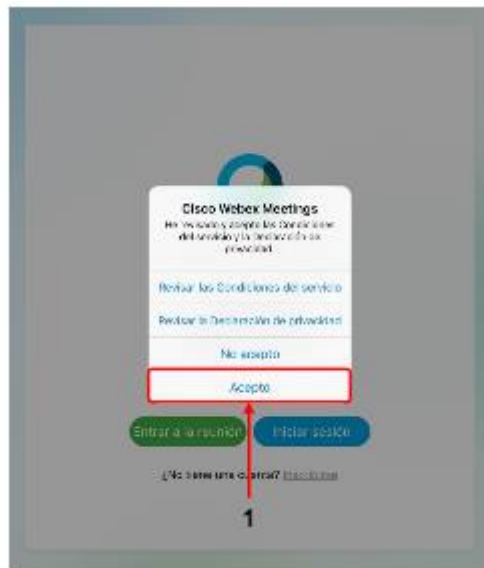 Cisco Webex Meetings
He revisado y acepto las Condiciones
del servicio y la Declaración de
privacidad.
Revisar las Condiciones del servicio
Revisar la Declaración de privacidad
No acepto
Acepto
Entrar a la reunión Iniciar sesión
¿No tiene una cuenta? Inscribirse
1